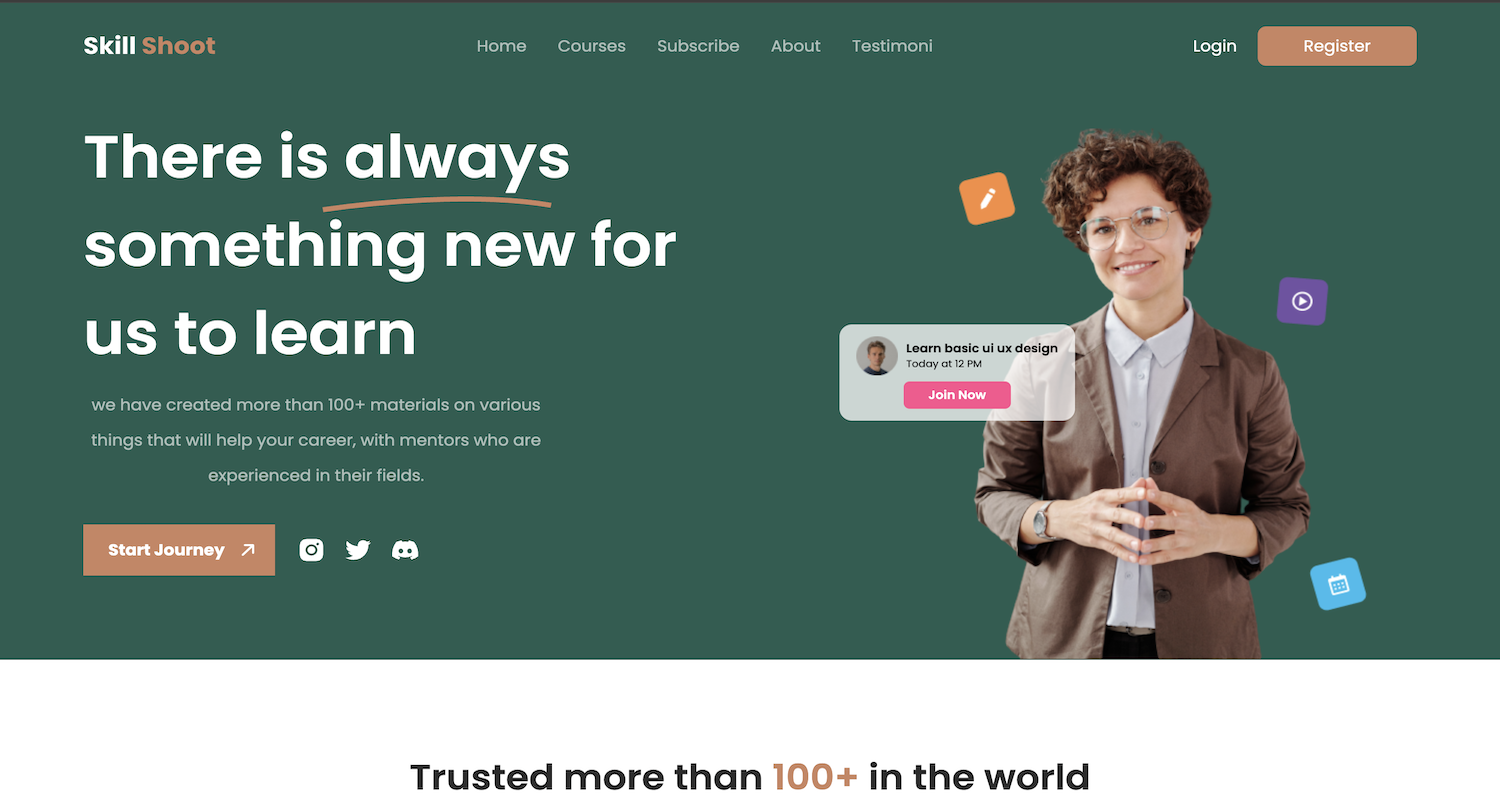 Skill Shoot
Home
Courses
Subscribe
About
Testimoni
Login
Register
There is always
something new for
us to learn
we have created more than 100+ materials on various
things that will help your career, with mentors who are
experienced in their fields.
Start Journey
Learn basic ui ux design
Today at 12 PM
Join Now
Trusted more than 100+ in the world